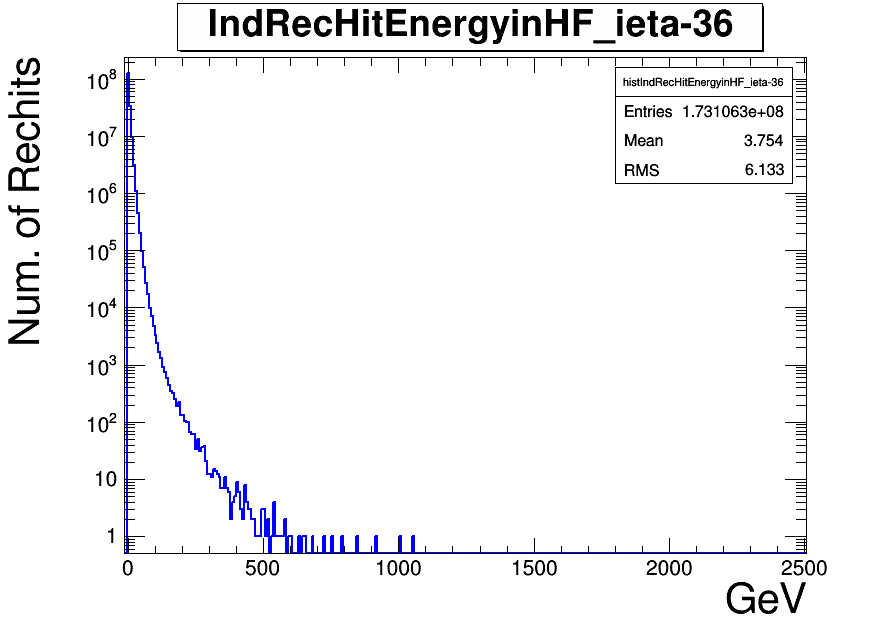 IndRecHitEnergyinHF_ieta-36
histIndRecHitEnergyinHF_ieta-36
Entries 1.731063e+08
Mean 3.754
RMS 6.133
Num. of Rechits
10^8
10^7
10^6
10^5
10^4
10^3
10^2
10
1
0 500 1000 1500 2000 2500
GeV